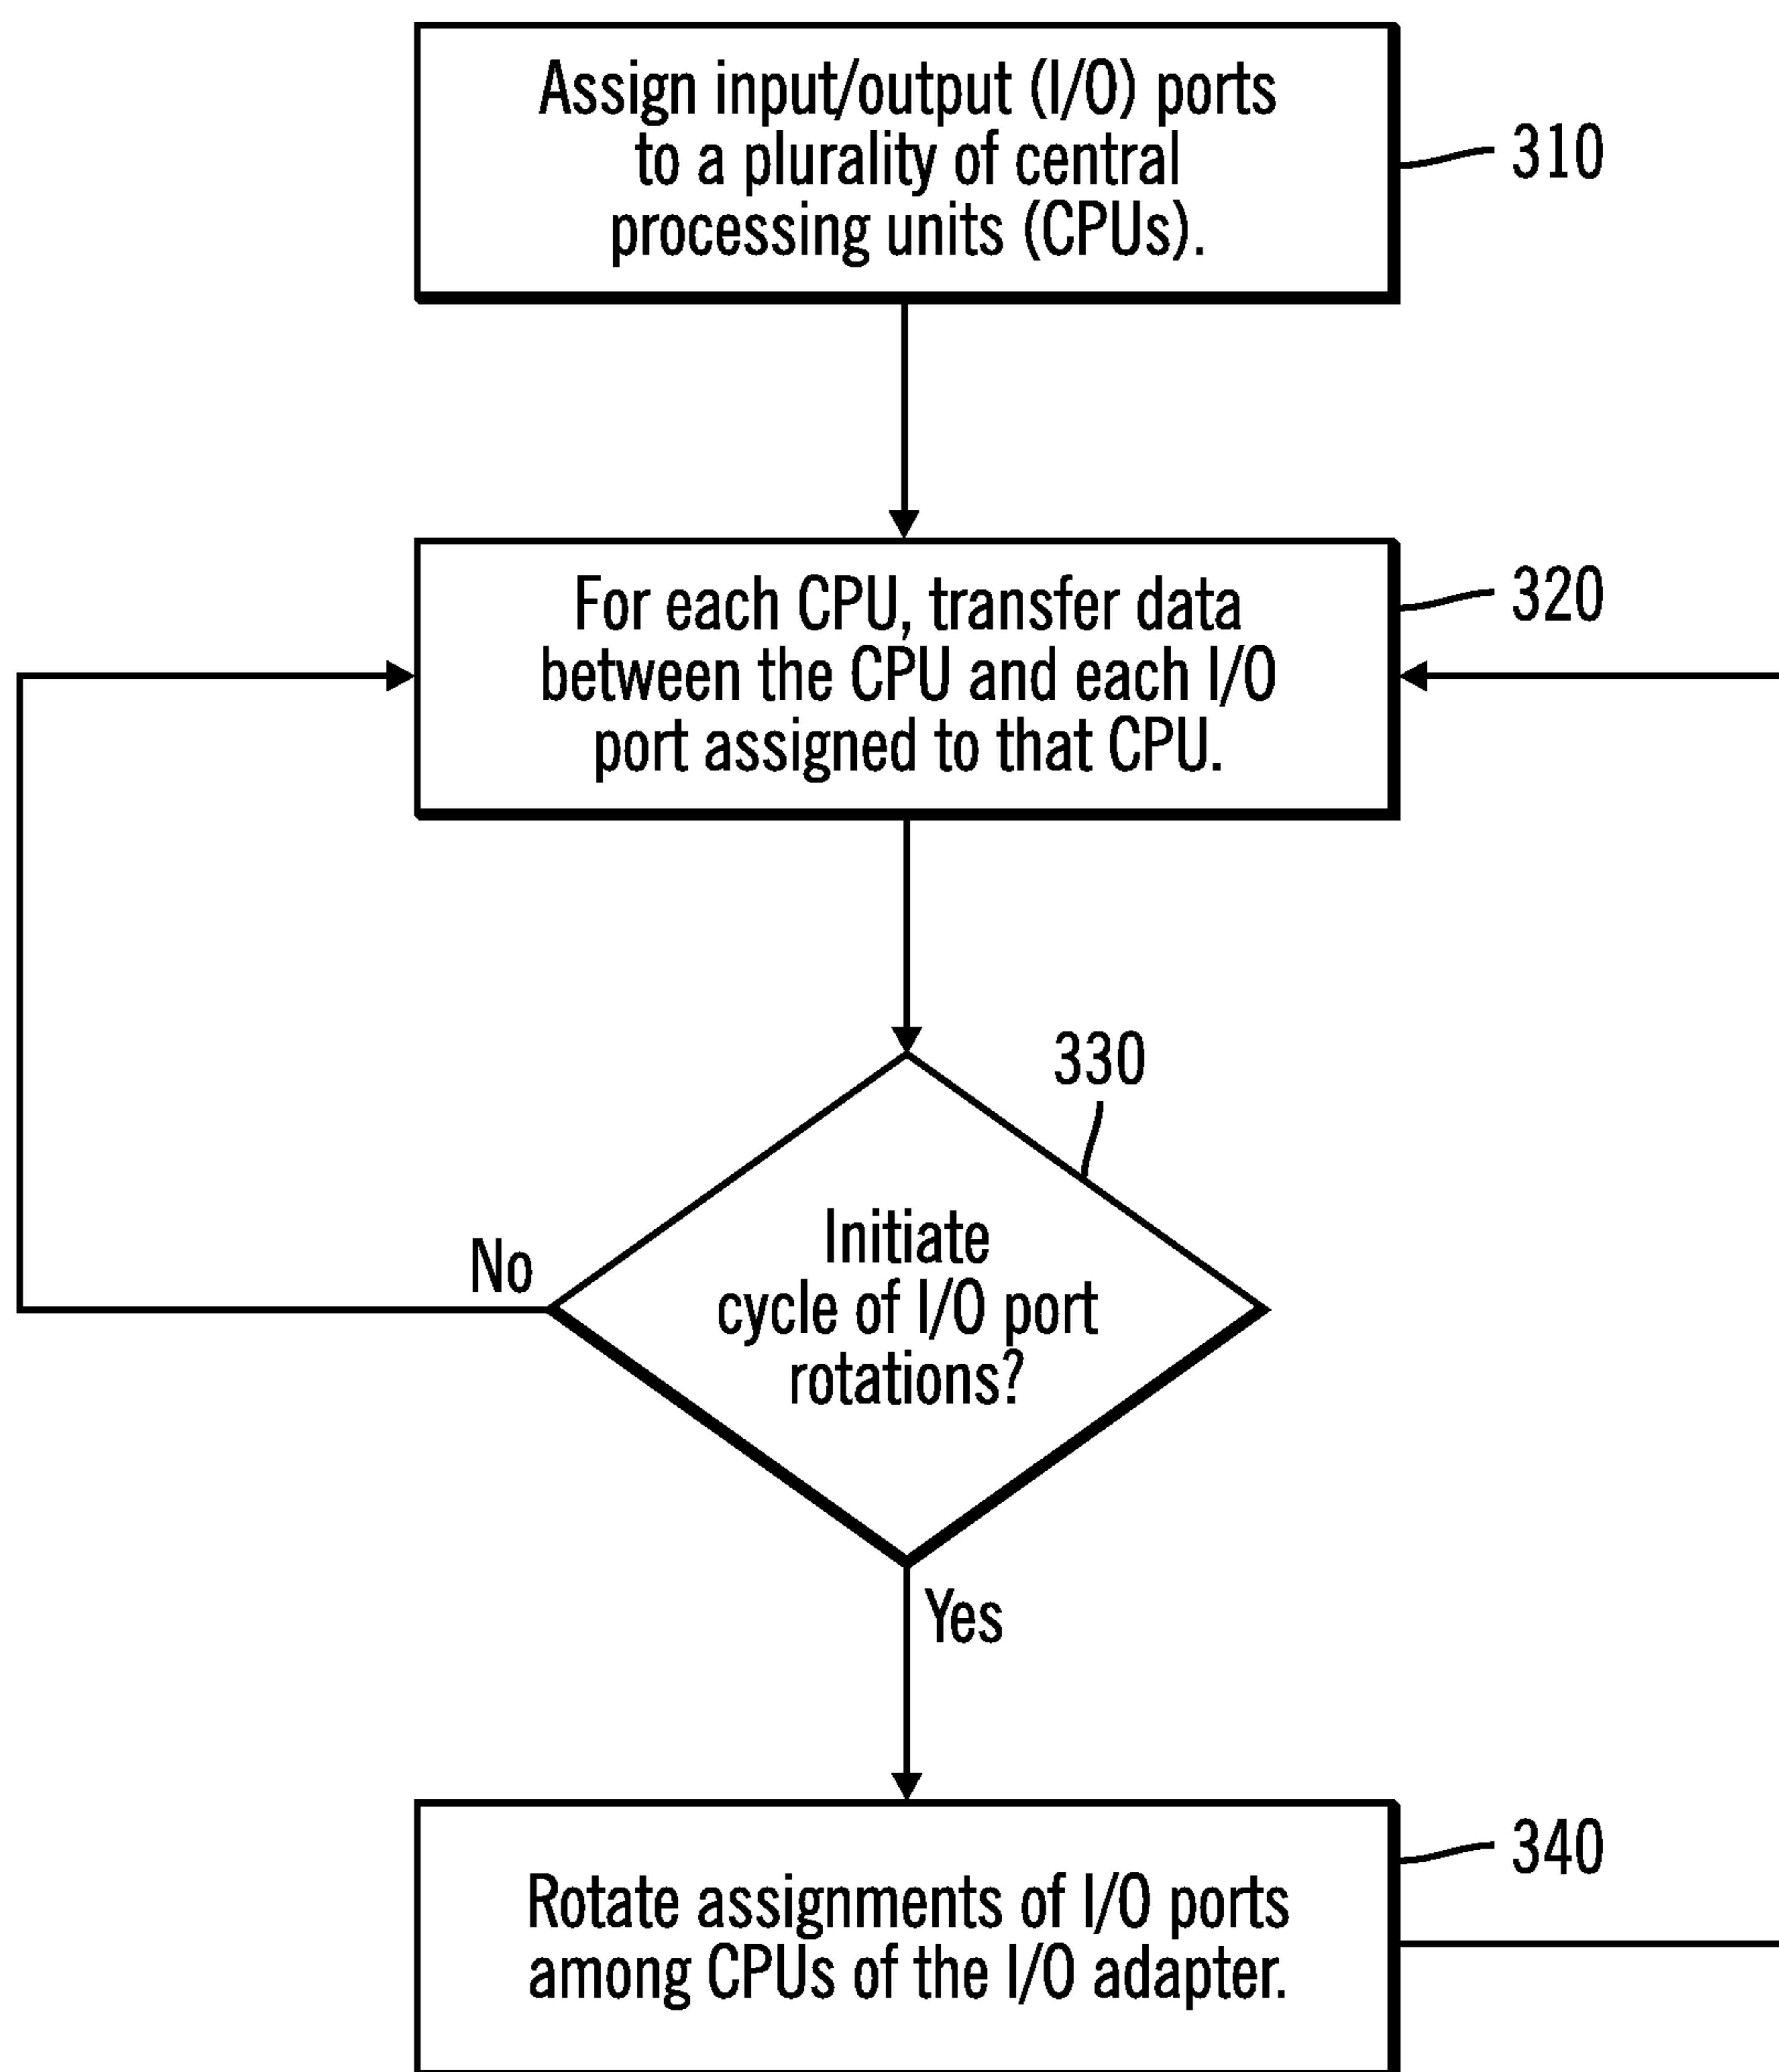 Assign input/output (I/O) ports
to a plurality of central
processing units (CPUs).
310
For each CPU, transfer data
between the CPU and each I/O
port assigned to that CPU.
320
330
Initiate
cycle of I/O port
rotations?
No
Yes
Rotate assignments of I/O ports
among CPUs of the I/O adapter.
340